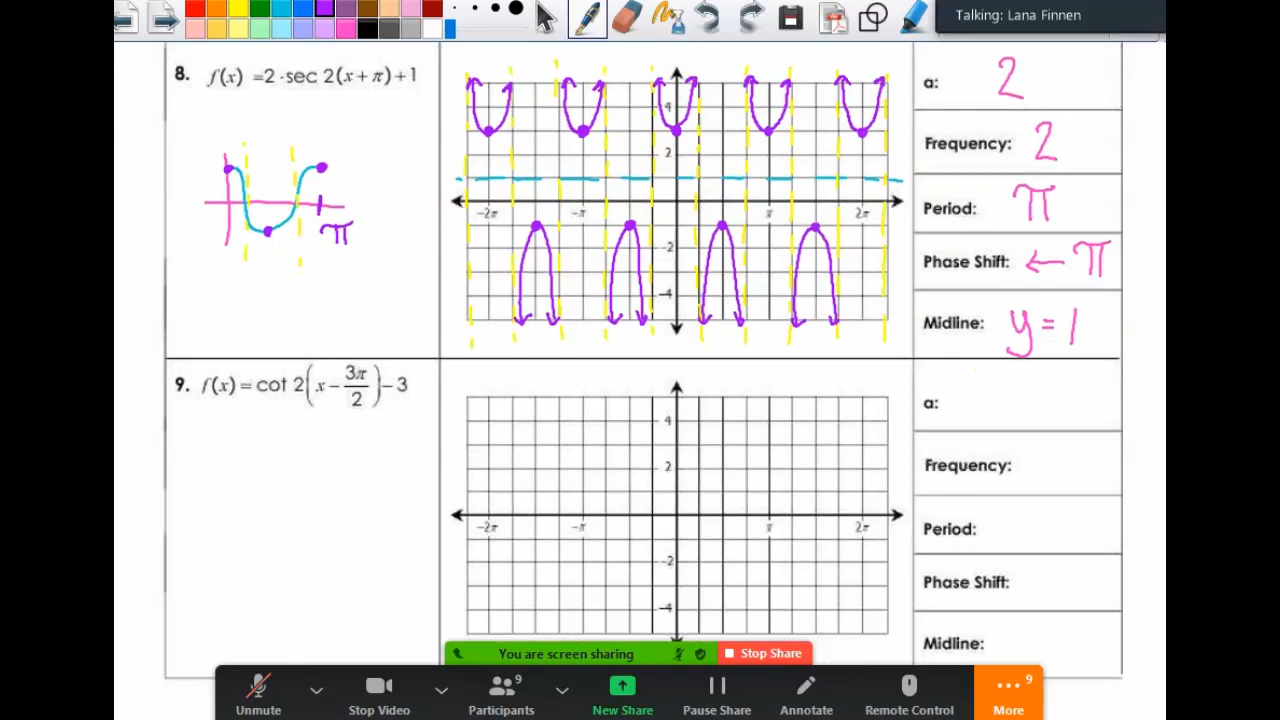 Talking: Lana Finnen
8. f(x) =2 ·sec 2(x+π)+1
π
4
2
-2π -π π 2π
-2
-4
a: 2
Frequency: 2
Period: π
Phase Shift: ← π
Midline: y = 1
9. f(x) = cot 2(x − 3π/2) − 3
4
2
-2π -π π 2π
-2
-4
a:
Frequency:
Period:
Phase Shift:
Midline:
You are screen sharing Stop Share
9 9
Unmute Stop Video Participants New Share Pause Share Annotate Remote Control More